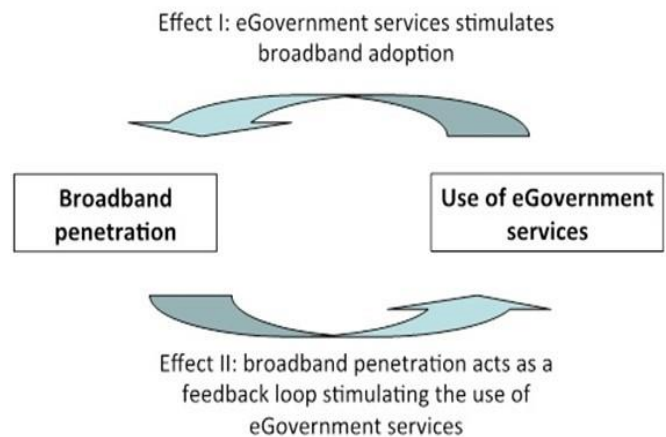 Effect I: eGovernment services stimulates
broadband adoption
Broadband
penetration
Use of eGovernment
services
Effect II: broadband penetration acts as a
feedback loop stimulating the use of
eGovernment services